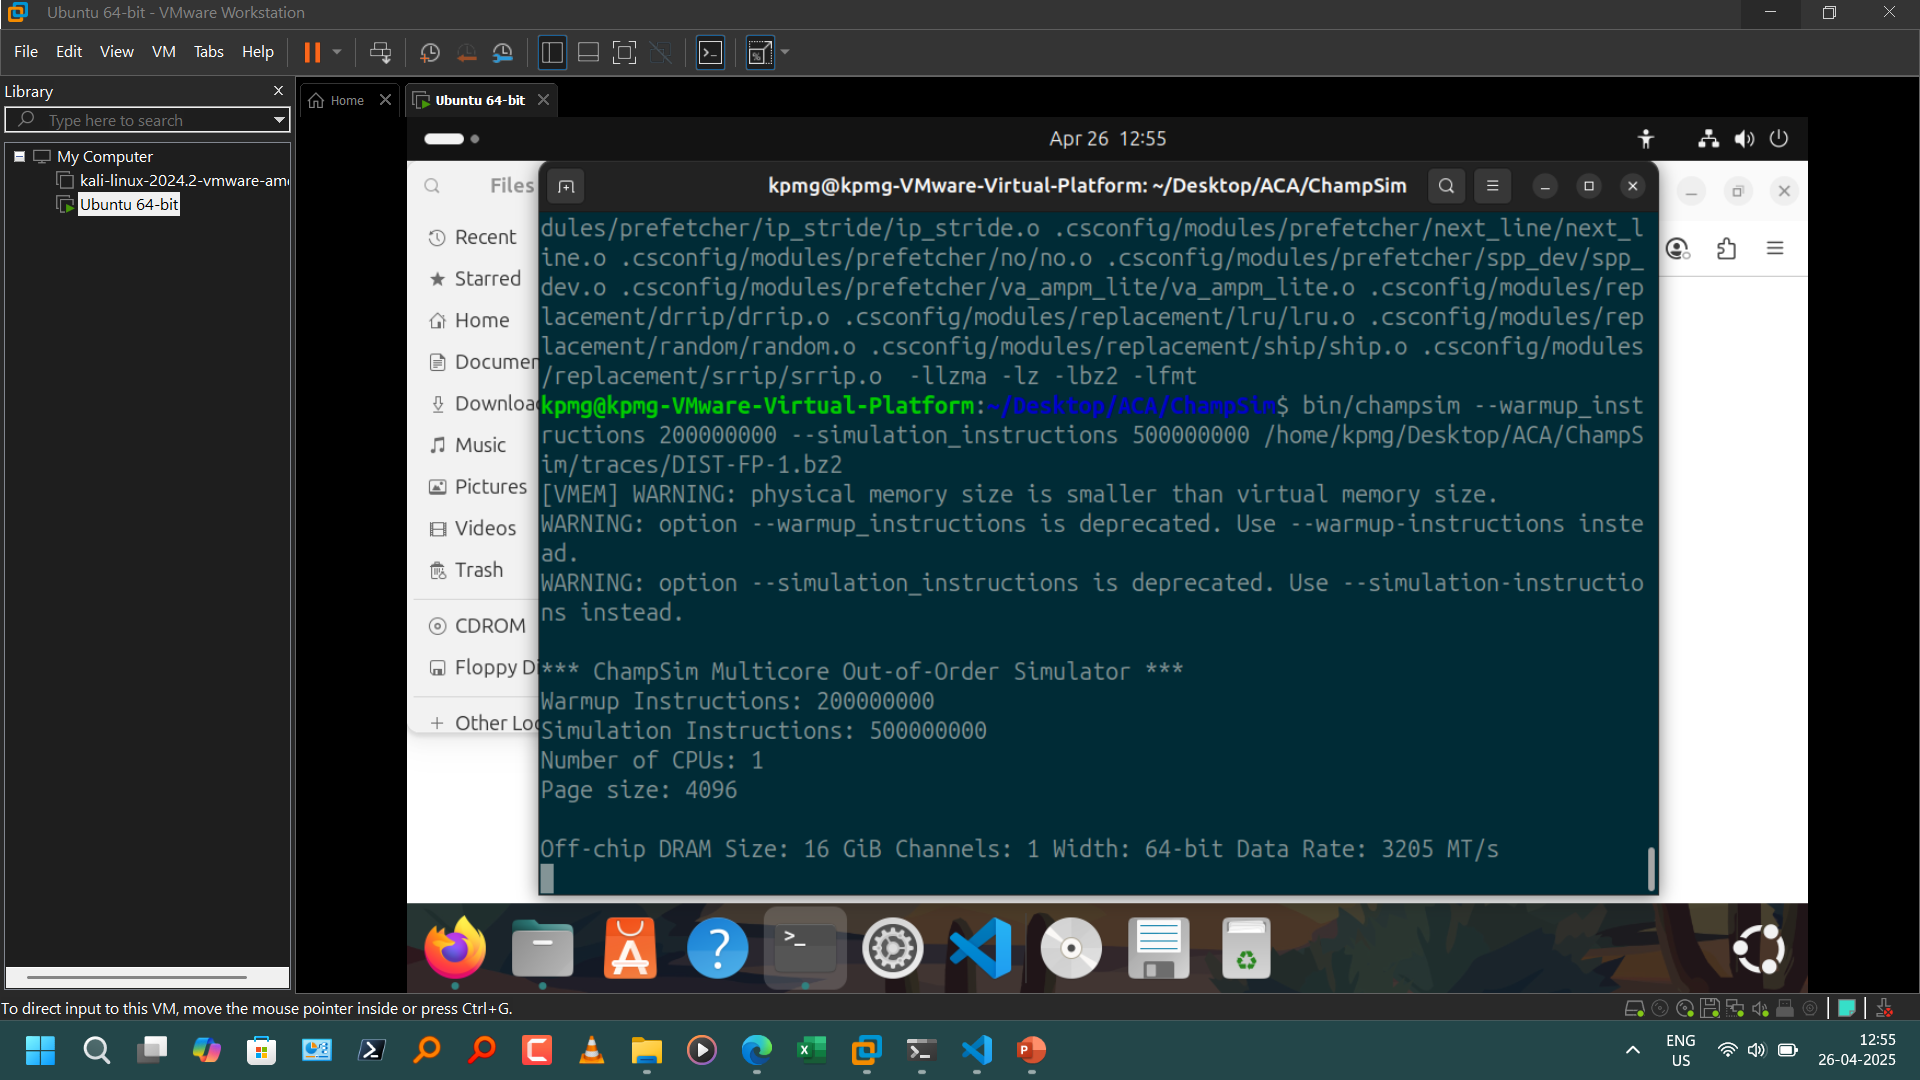 Ubuntu 64-bit - VMware Workstation
File Edit View VM Tabs Help
Library
Type here to search
My Computer
kali-linux-2024.2-vmware-am
Ubuntu 64-bit
Home
Ubuntu 64-bit
Apr 26 12:55
Files
Recent
Starred
Home
Documen
Downloa
Music
Pictures
Videos
Trash
CDROM
Floppy Di
Other Loc
kpmg@kpmg-VMware-Virtual-Platform: ~/Desktop/ACA/ChampSim
dules/prefetcher/ip_stride/ip_stride.o .csconfig/modules/prefetcher/next_line/next_l
ine.o .csconfig/modules/prefetcher/no/no.o .csconfig/modules/prefetcher/spp_dev/spp_
dev.o .csconfig/modules/prefetcher/va_ampm_lite/va_ampm_lite.o .csconfig/modules/rep
lacement/drrip/drrip.o .csconfig/modules/replacement/lru/lru.o .csconfig/modules/rep
lacement/random/random.o .csconfig/modules/replacement/ship/ship.o .csconfig/modules
/replacement/srrip/srrip.o  -llzma -lz -lbz2 -lfmt
kpmg@kpmg-VMware-Virtual-Platform:~/Desktop/ACA/ChampSim$ bin/champsim --warmup_inst
ructions 200000000 --simulation_instructions 500000000 /home/kpmg/Desktop/ACA/ChampS
im/traces/DIST-FP-1.bz2
[VMEM] WARNING: physical memory size is smaller than virtual memory size.
WARNING: option --warmup_instructions is deprecated. Use --warmup-instructions inste
ad.
WARNING: option --simulation_instructions is deprecated. Use --simulation-instructio
ns instead.
*** ChampSim Multicore Out-of-Order Simulator ***
Warmup Instructions: 200000000
Simulation Instructions: 500000000
Number of CPUs: 1
Page size: 4096
Off-chip DRAM Size: 16 GiB Channels: 1 Width: 64-bit Data Rate: 3205 MT/s
To direct input to this VM, move the mouse pointer inside or press Ctrl+G.
ENG
US
12:55
26-04-2025